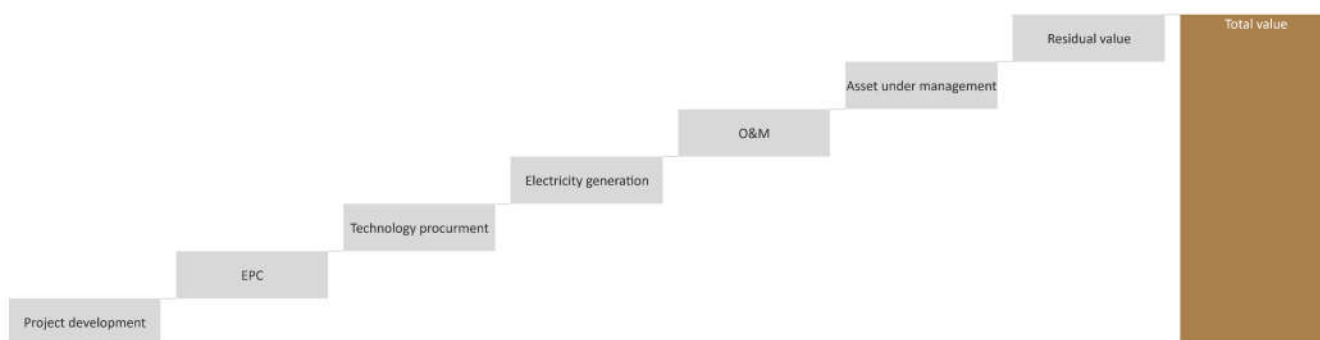 Total value
Residual value
Asset under management
O&M
Electricity generation
Technology procurment
EPC
Project development